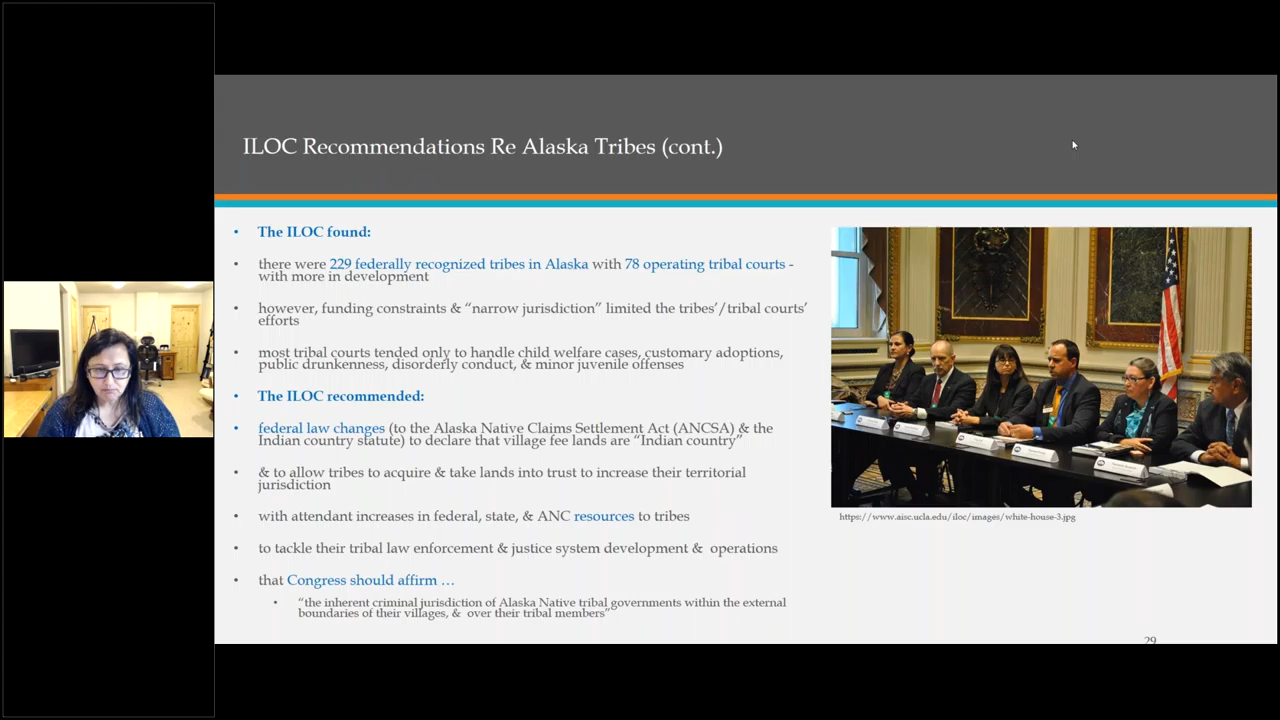 ILOC Recommendations Re Alaska Tribes (cont.)
• The ILOC found:
• there were 229 federally recognized tribes in Alaska with 78 operating tribal courts -
with more in development
• however, funding constraints & “narrow jurisdiction” limited the tribes’/tribal courts’
efforts
• most tribal courts tended only to handle child welfare cases, customary adoptions,
public drunkenness, disorderly conduct, & minor juvenile offenses
• The ILOC recommended:
• federal law changes (to the Alaska Native Claims Settlement Act (ANCSA) & the
Indian country statute) to declare that village fee lands are “Indian country”
• & to allow tribes to acquire & take lands into trust to increase their territorial
jurisdiction
• with attendant increases in federal, state, & ANC resources to tribes
• to tackle their tribal law enforcement & justice system development & operations
• that Congress should affirm …
• “the inherent criminal jurisdiction of Alaska Native tribal governments within the external
boundaries of their villages, & over their tribal members”
https://www.aisc.ucla.edu/iloc/images/white-house-3.jpg
29